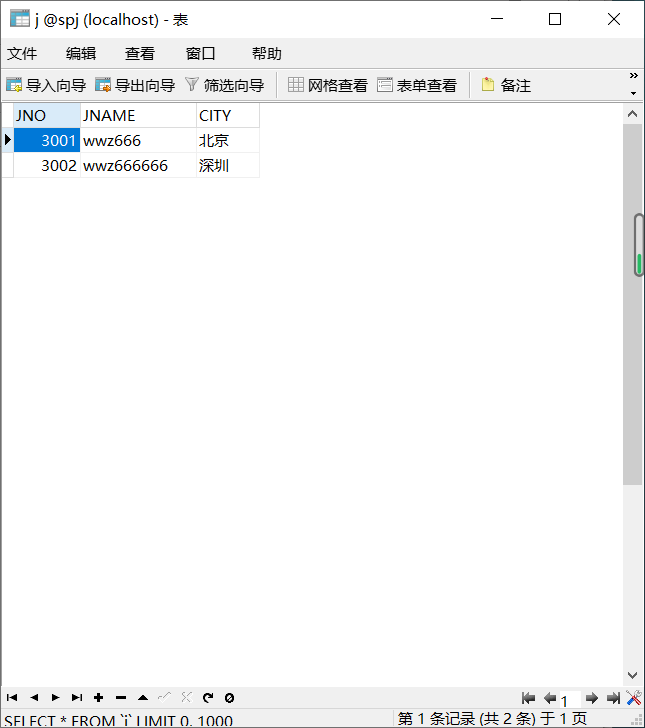 j @spj (localhost) - 表
文件 编辑 查看 窗口 帮助
导入向导 导出向导 筛选向导 网格查看 表单查看 备注
JNO JNAME CITY
3001 wwz666 北京
3002 wwz666666 深圳
1
SELECT * FROM `j` LIMIT 0, 1000 第 1 条记录 (共 2 条) 于 1 页